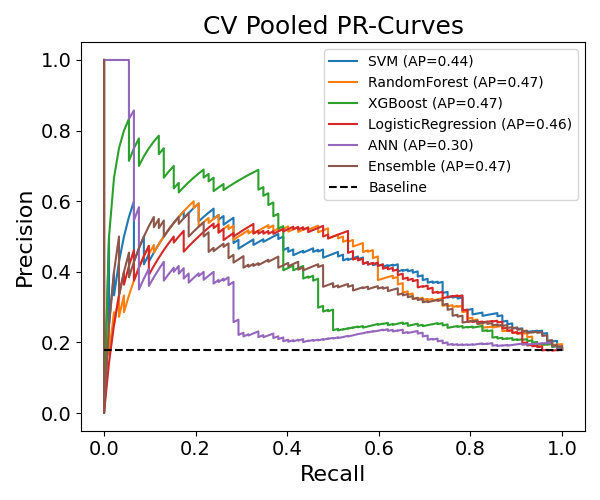 CV Pooled PR-Curves
Precision
1.0
0.8
0.6
0.4
0.2
0.0
SVM (AP=0.44)
RandomForest (AP=0.47)
XGBoost (AP=0.47)
LogisticRegression (AP=0.46)
ANN (AP=0.30)
Ensemble (AP=0.47)
Baseline
0.0 0.2 0.4 0.6 0.8 1.0
Recall